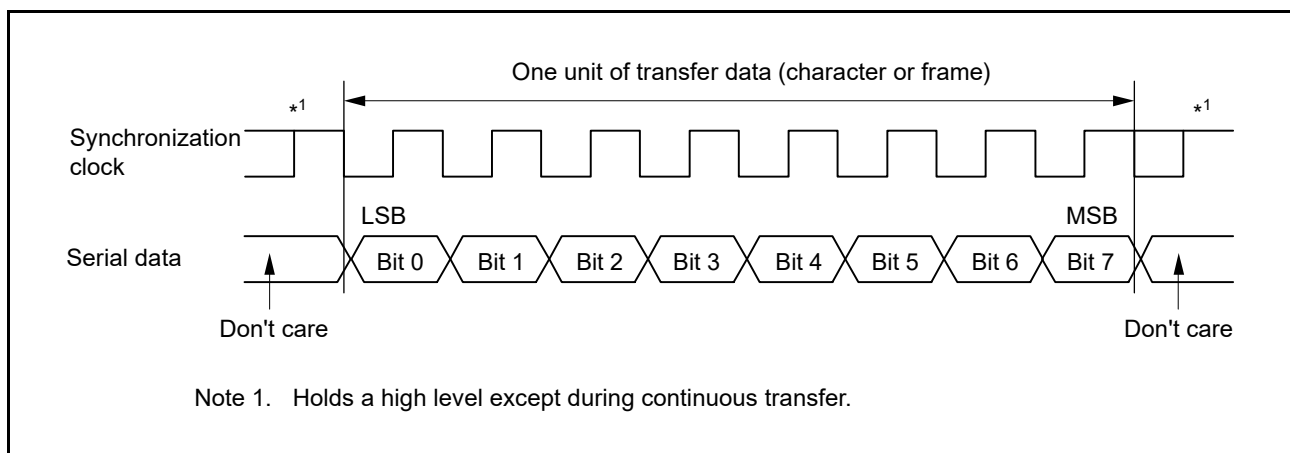 One unit of transfer data (character or frame)
*1
*1
Synchronization
clock
LSB
MSB
Serial data
Bit 0 Bit 1 Bit 2 Bit 3 Bit 4 Bit 5 Bit 6 Bit 7
Don't care
Don't care
Note 1. Holds a high level except during continuous transfer.